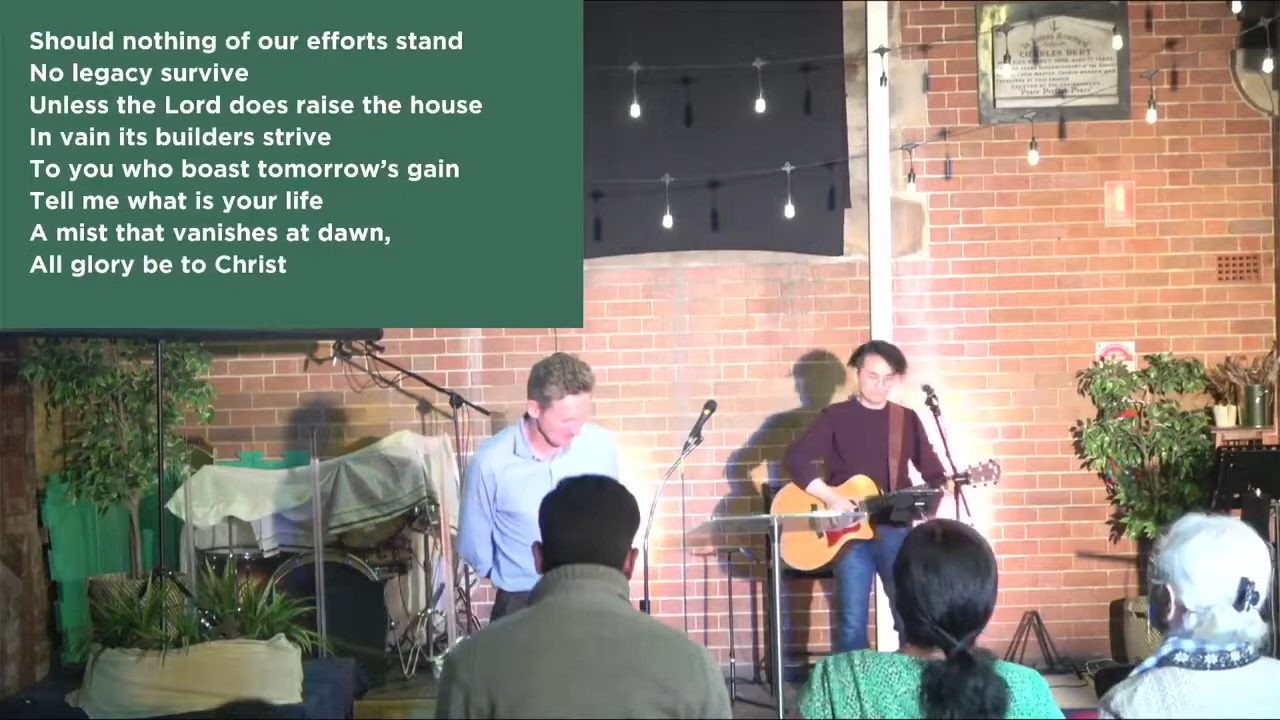 Should nothing of our efforts stand
No legacy survive
Unless the Lord does raise the house
In vain its builders strive
To you who boast tomorrow’s gain
Tell me what is your life
A mist that vanishes at dawn,
All glory be to Christ
CHARLES